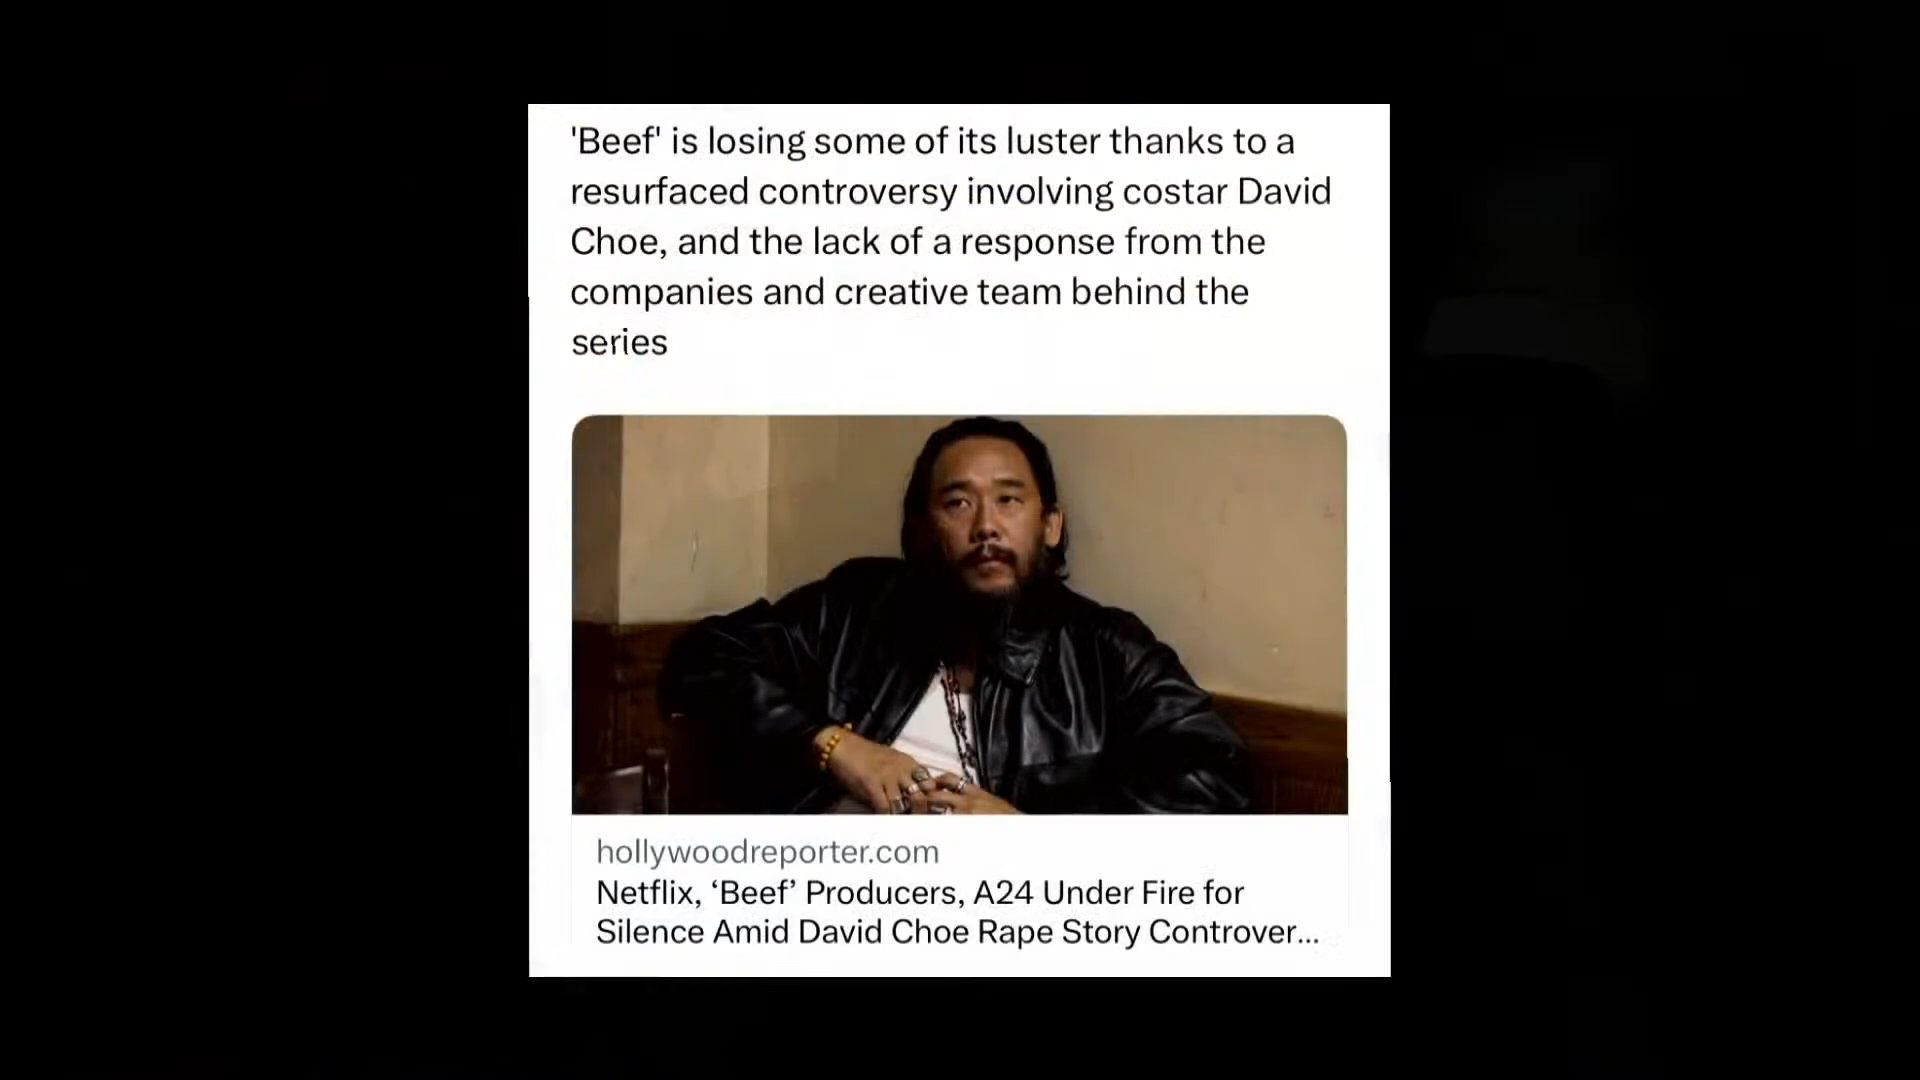 'Beef' is losing some of its luster thanks to a
resurfaced controversy involving costar David
Choe, and the lack of a response from the
companies and creative team behind the
series
hollywoodreporter.com
Netflix, ‘Beef’ Producers, A24 Under Fire for
Silence Amid David Choe Rape Story Controver...